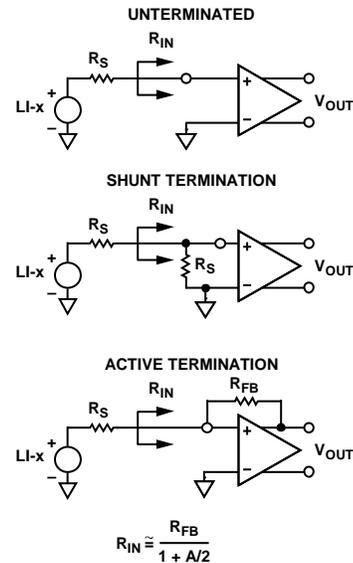 UNTERMINATED
R_IN
R_S
LI-x
+
–
+
–
V_OUT
SHUNT TERMINATION
R_IN
R_S
LI-x
+
–
R_S
+
–
V_OUT
ACTIVE TERMINATION
R_IN
R_FB
R_S
LI-x
+
–
+
–
V_OUT
R_IN ≅ R_FB / 1 + A/2